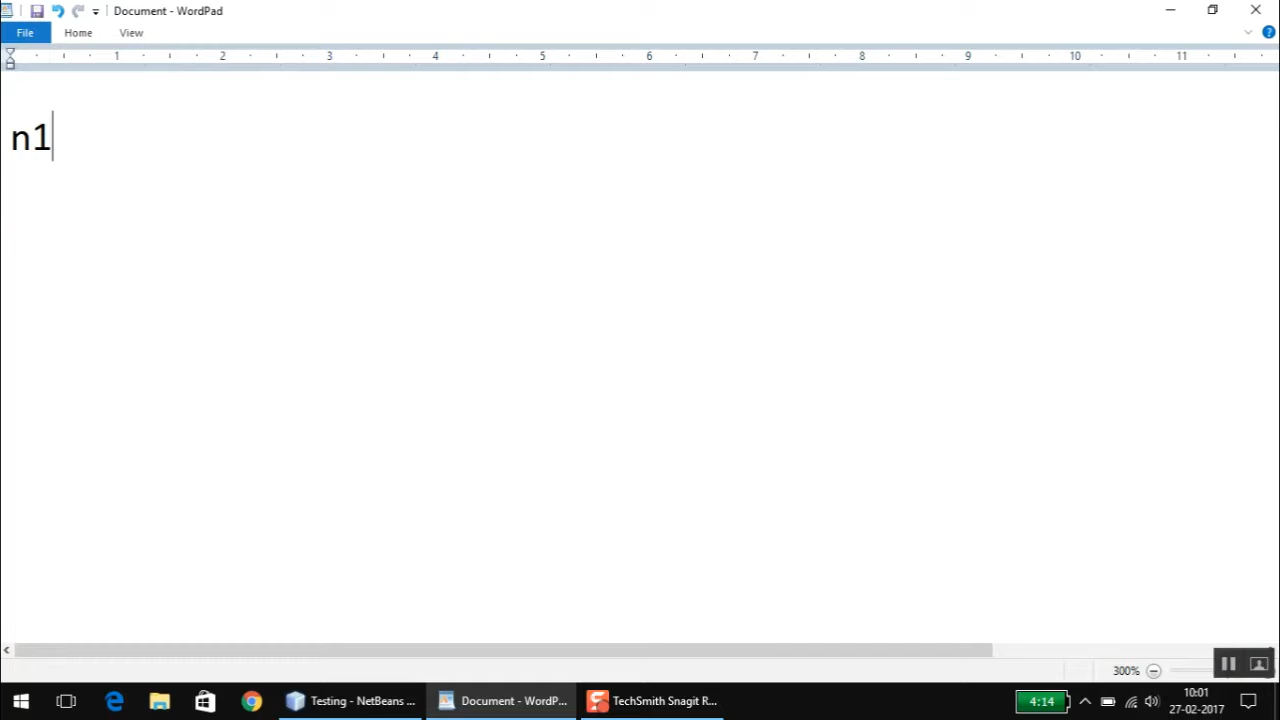 Document - WordPad
File Home View
?
1 2 3 4 5 6 7 8 9 10 11
n1
300%
Testing - NetBeans ... Document - WordP... TechSmith Snagit R... 4:14 10:01
27-02-2017